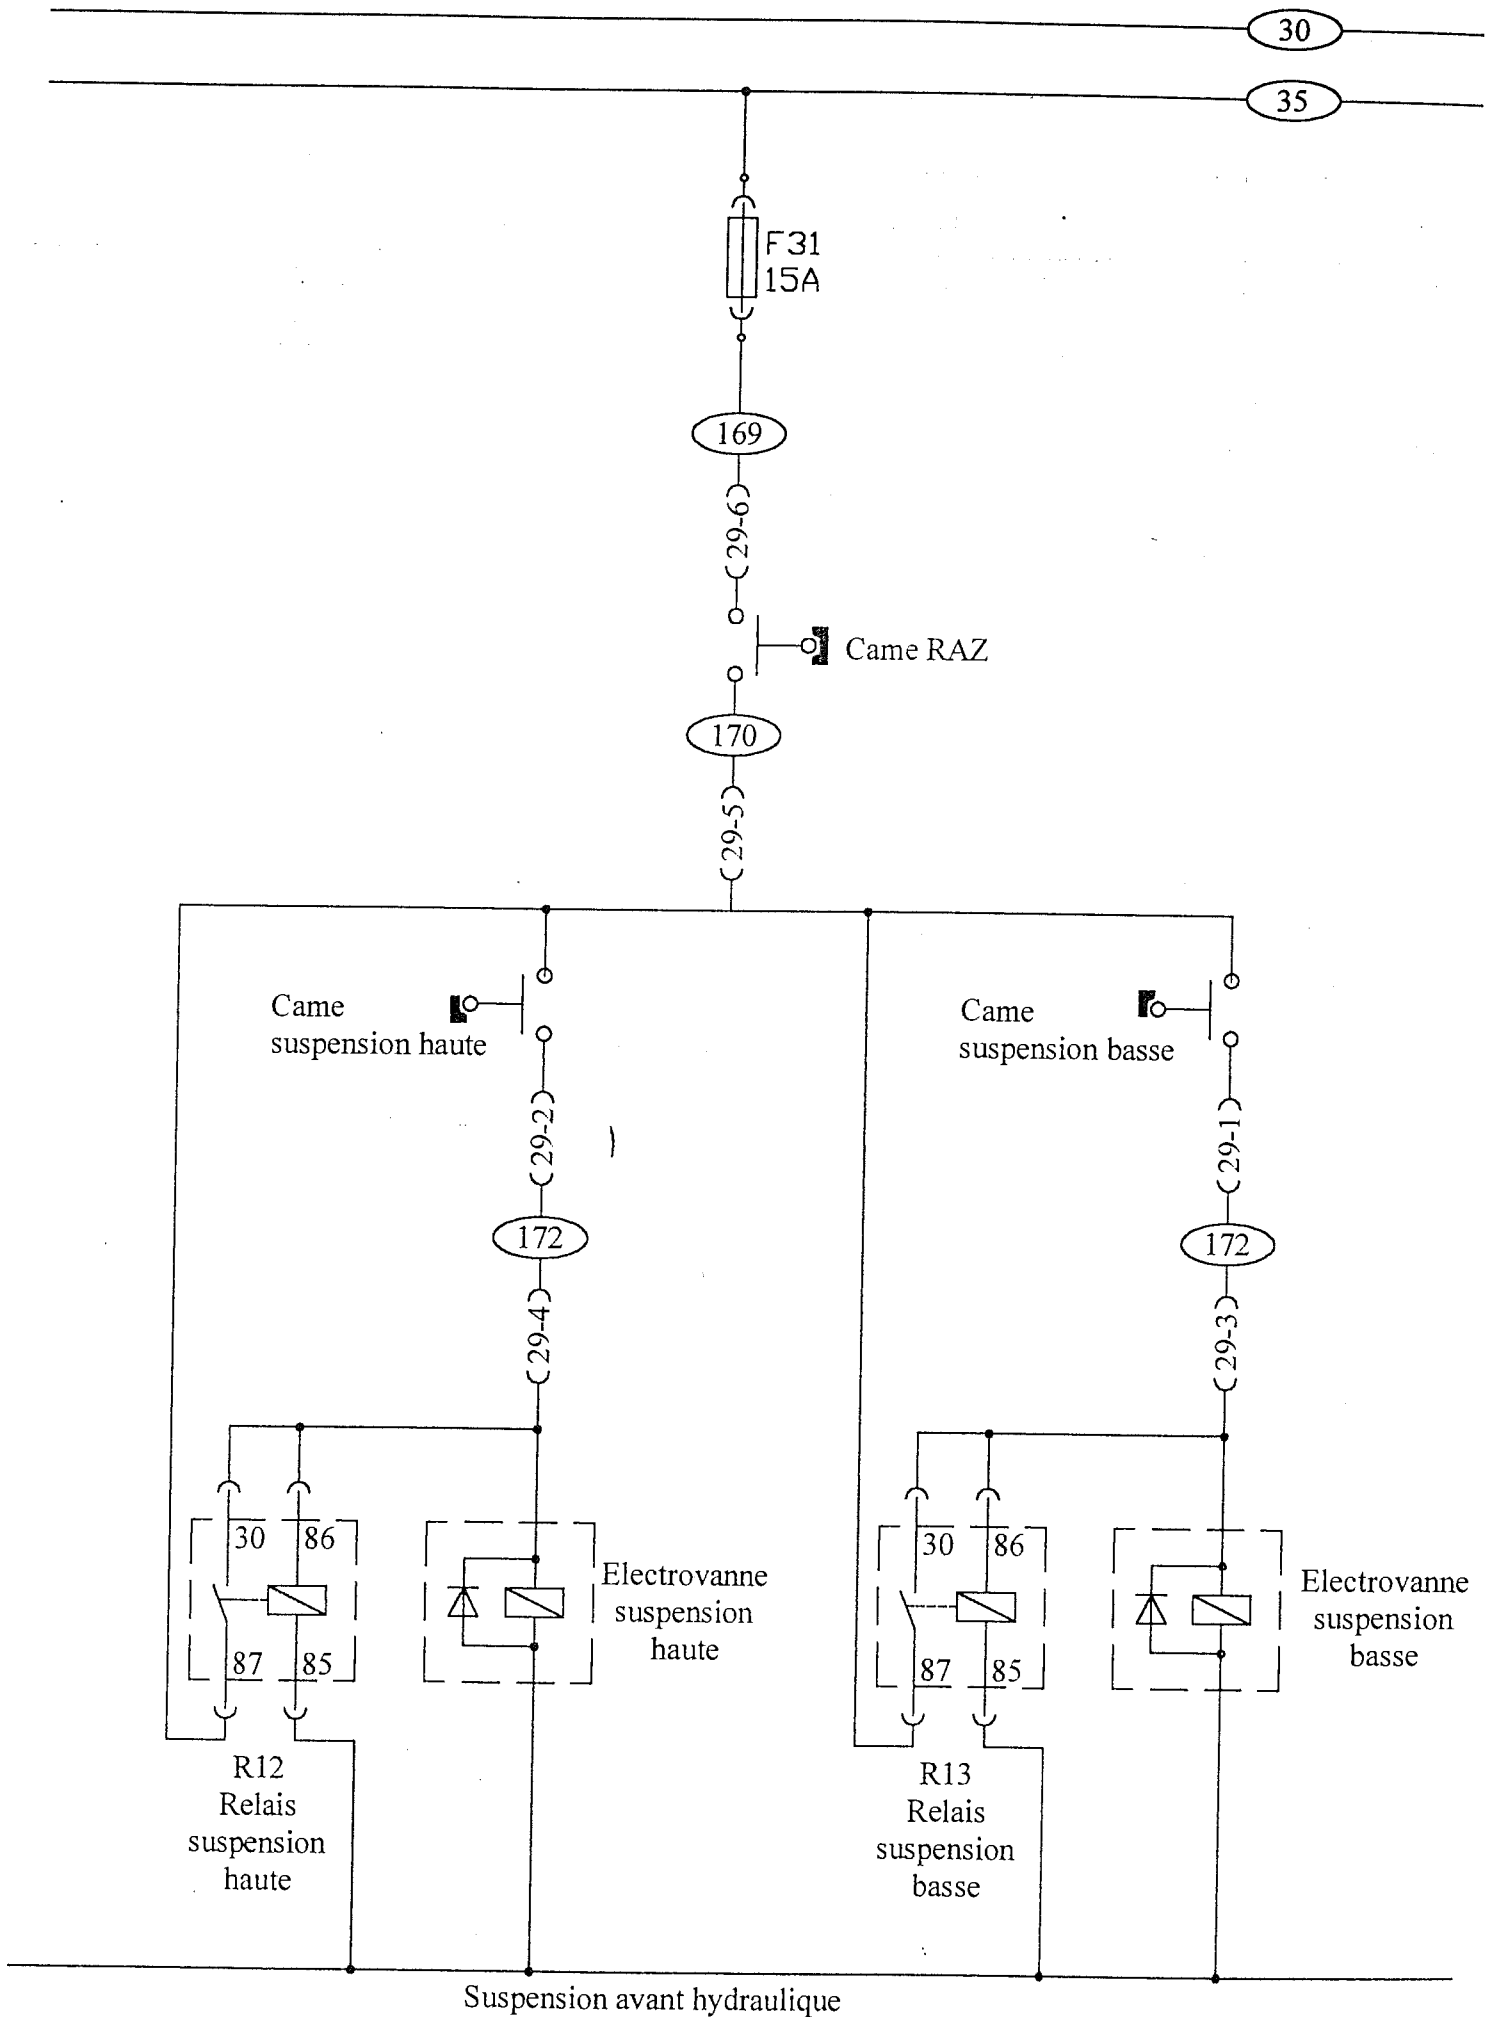 30
35
F31
15A
169
29-6
Came RAZ
170
29-5
Came
suspension haute
Came
suspension basse
29-2
29-1
172
172
29-4
29-3
30
86
30
86
Electrovanne
suspension
haute
Electrovanne
suspension
basse
87
85
87
85
R12
Relais
suspension
haute
R13
Relais
suspension
basse
Suspension avant hydraulique